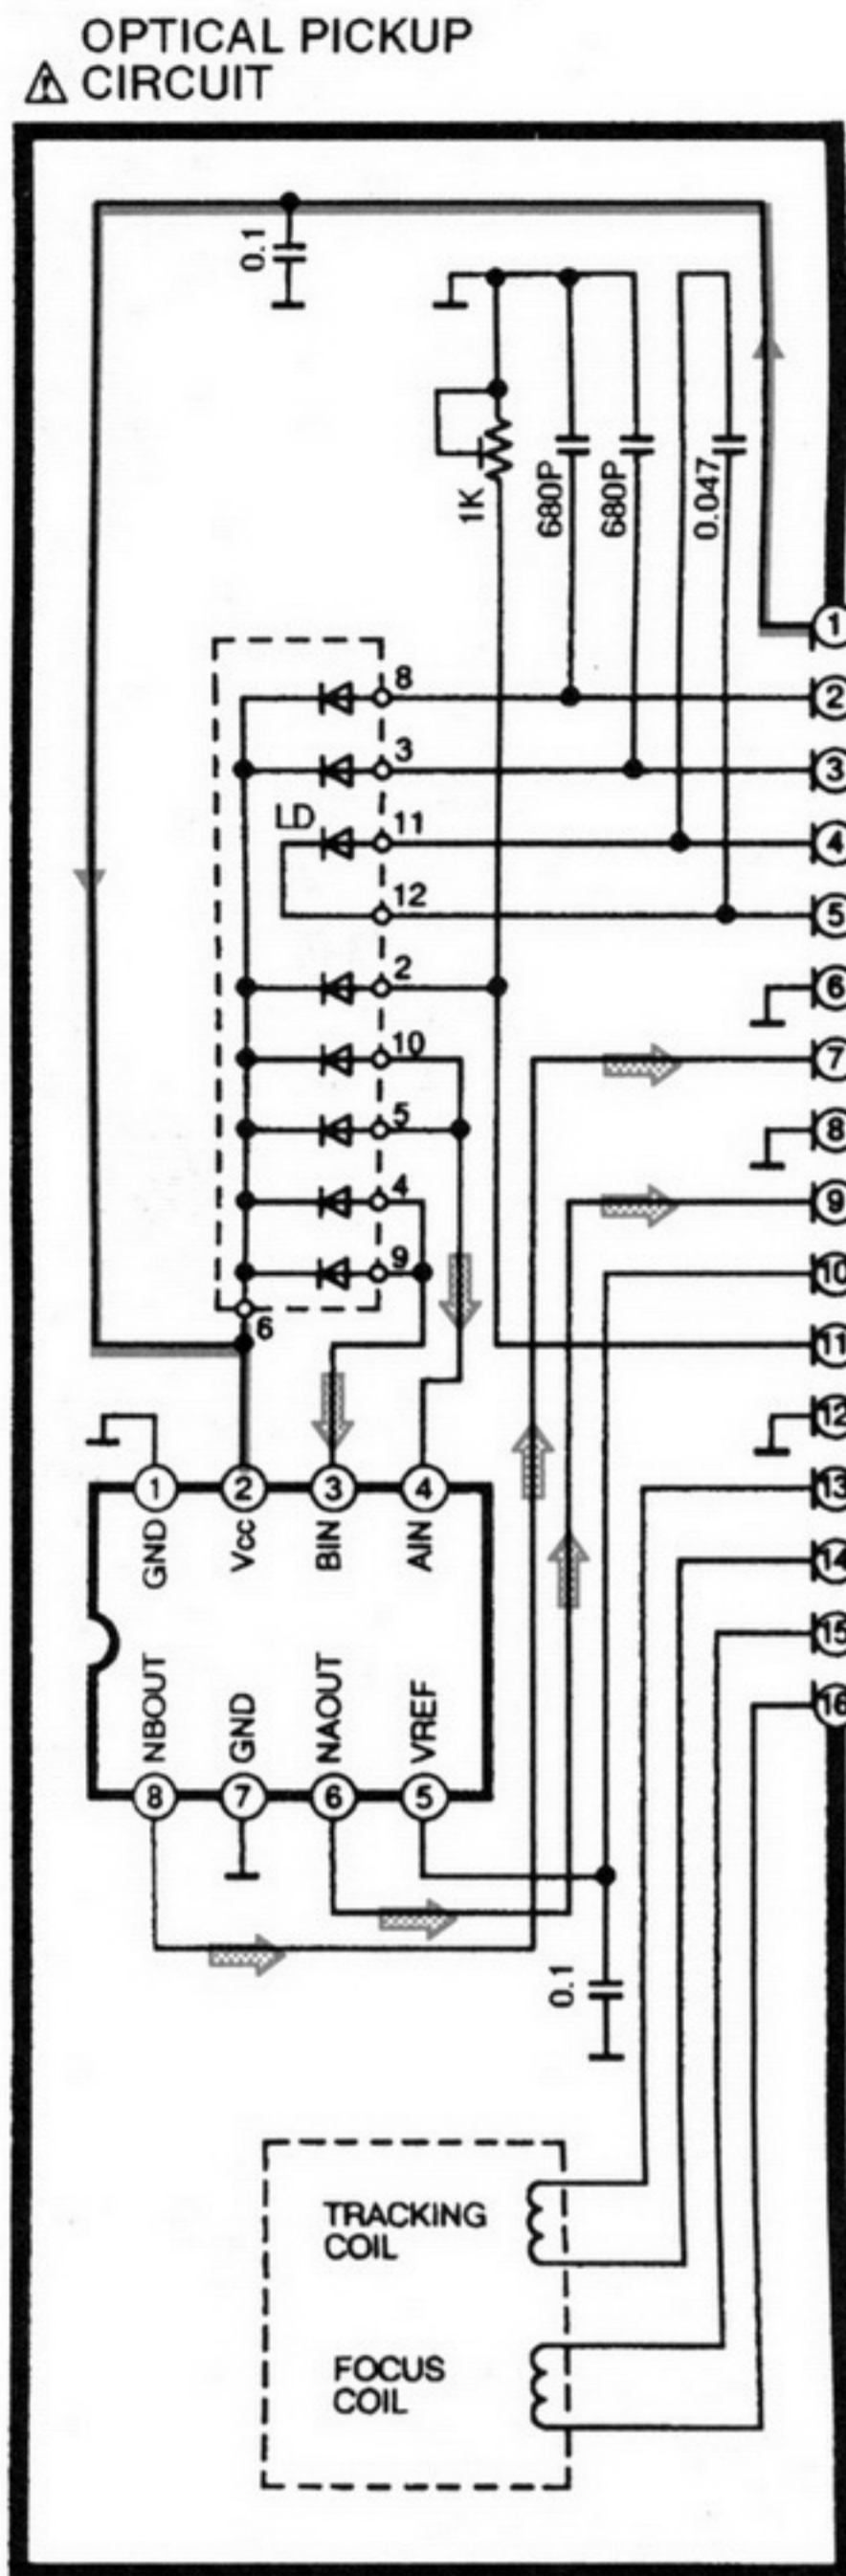 OPTICAL PICKUP
⚠ CIRCUIT
0.1
1K
680P
680P
0.047
1
2
3
4
5
6
7
8
9
10
11
12
13
14
15
16
8
3
LD
11
12
2
10
5
4
9
6
1
2
3
4
GND
Vcc
BIN
AIN
NBOUT
GND
NAOUT
VREF
8
7
6
5
0.1
TRACKING
COIL
FOCUS
COIL